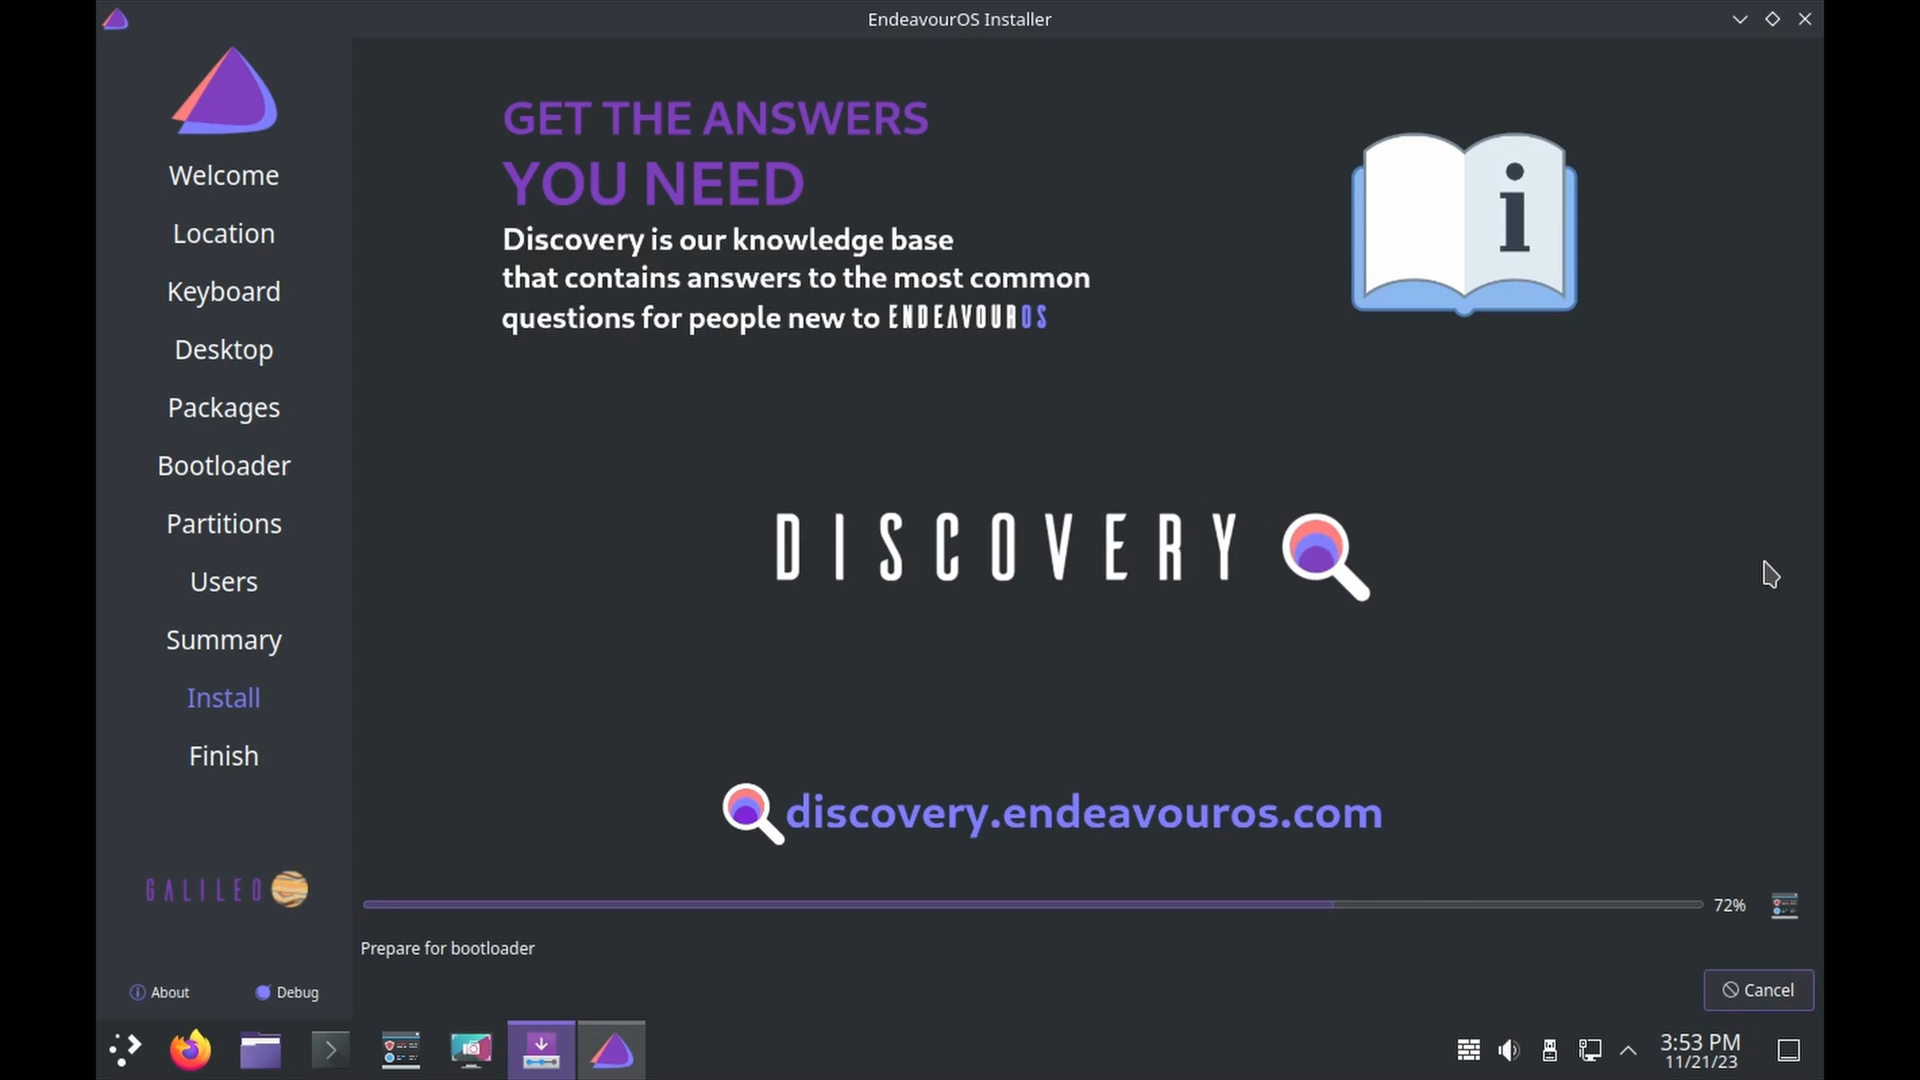 EndeavourOS Installer
Welcome
Location
Keyboard
Desktop
Packages
Bootloader
Partitions
Users
Summary
Install
Finish
GALILEO
About
Debug
GET THE ANSWERS
YOU NEED
Discovery is our knowledge base
that contains answers to the most common
questions for people new to ENDEAVOUROS
i
DISCOVERY
discovery.endeavouros.com
72%
Prepare for bootloader
Cancel
3:53 PM
11/21/23